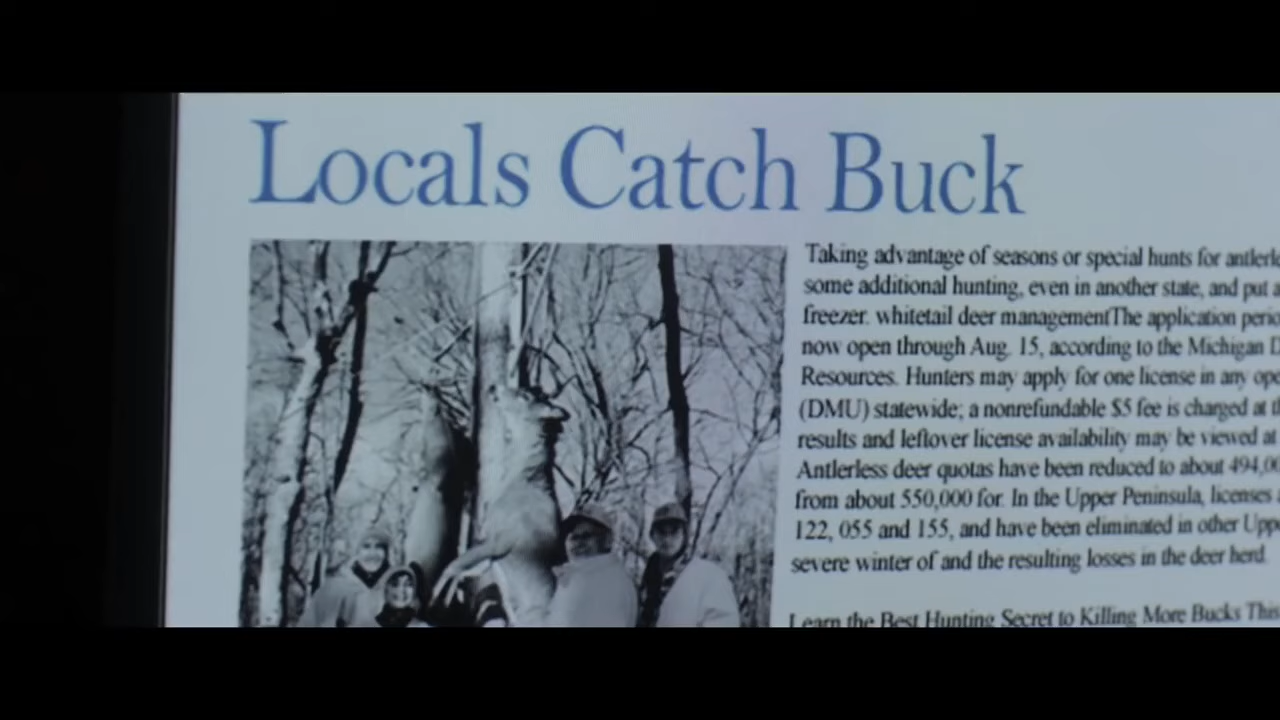 Locals Catch Buck
Taking advantage of seasons or special hunts for
some additional hunting, even in another state, and put
freezer. whitetail deer managementThe application
now open through Aug. 15, according to the Michigan
Resources. Hunters may apply for one license in any
(DMU) statewide; a nonrefundable $5 fee is charged at
results and leftover license availability may be viewed at
Antlerless deer quotas have been reduced to about
from about 550,000 for. In the Upper Peninsula, licenses
122, 055 and 155, and have been eliminated in other
severe winter of and the resulting losses in the deer herd.
Learn the Best Hunting Secret to Killing More Bucks This